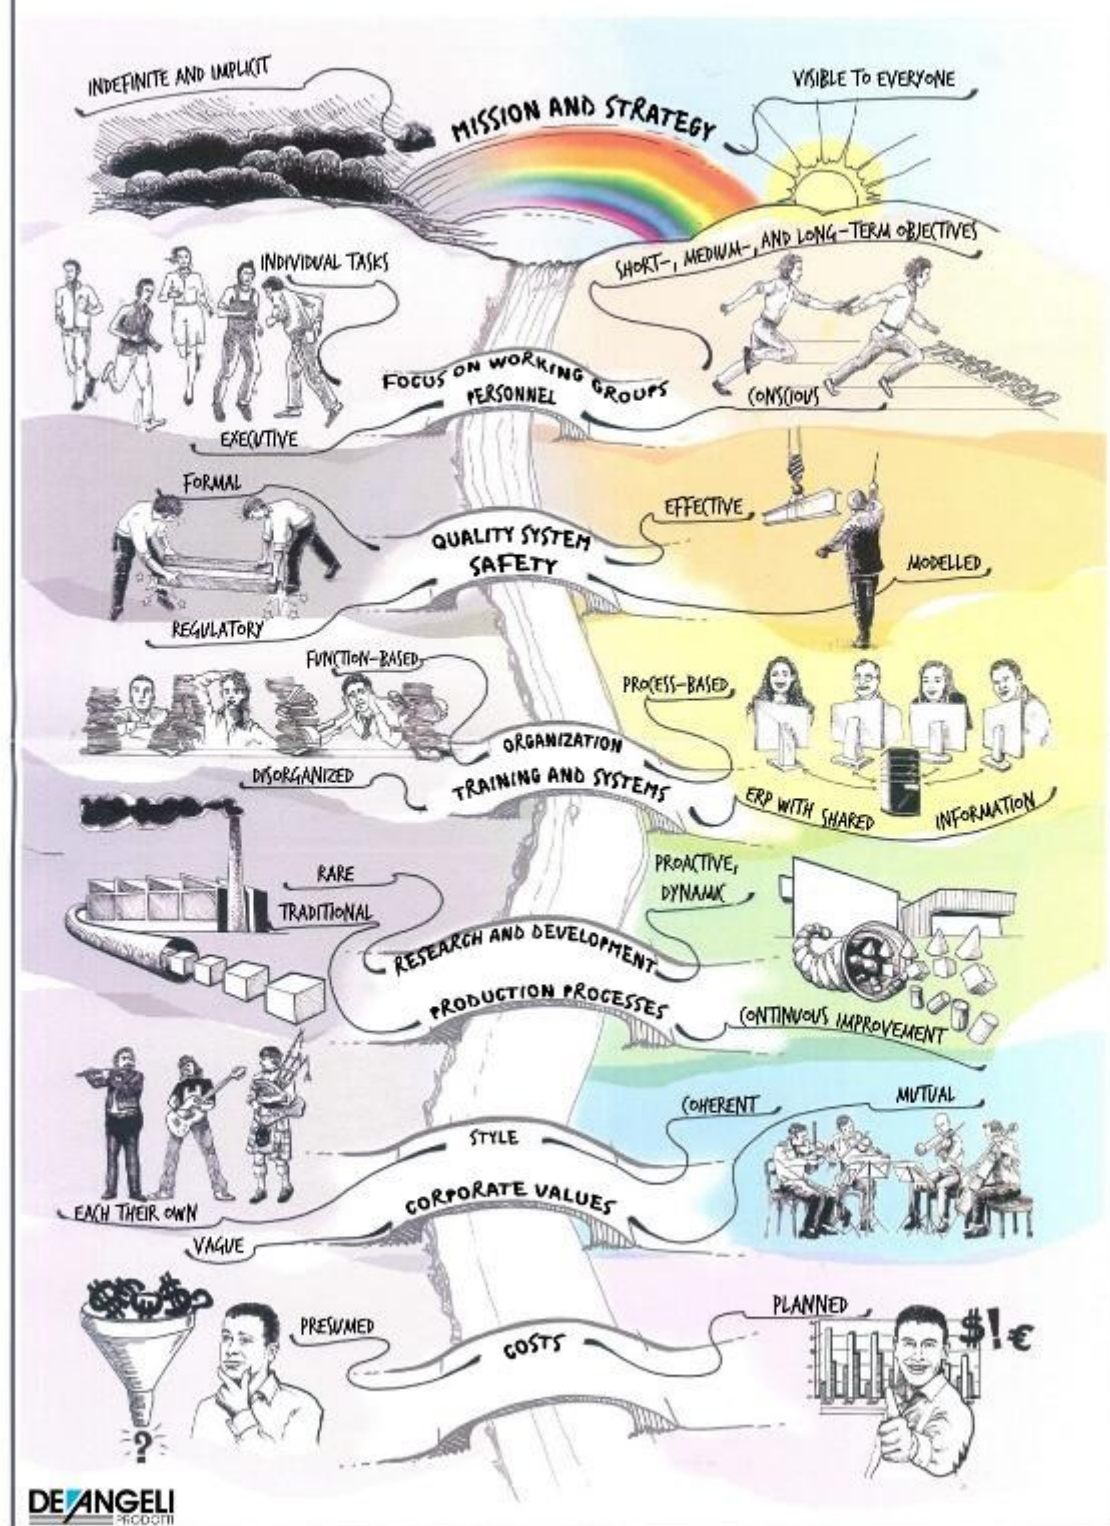 INDEFINITE AND IMPLICIT
VISIBLE TO EVERYONE
MISSION AND STRATEGY
INDIVIDUAL TASKS
SHORT-, MEDIUM-, AND LONG-TERM OBJECTIVES
FOCUS ON WORKING GROUPS
PERSONNEL
CONSCIOUS
EXECUTIVE
FORMAL
EFFECTIVE
QUALITY SYSTEM
SAFETY
MODELLED
REGULATORY
FUNCTION-BASED
PROCESS-BASED
ORGANIZATION
TRAINING AND SYSTEMS
DISORGANIZED
ERP WITH SHARED INFORMATION
RARE
TRADITIONAL
PROACTIVE,
DYNAMIC
RESEARCH AND DEVELOPMENT
PRODUCTION PROCESSES
CONTINUOUS IMPROVEMENT
COHERENT
MUTUAL
STYLE
CORPORATE VALUES
EACH THEIR OWN
VAGUE
PRESUMED
PLANNED
COSTS
$!€
?
DE ANGELI
PRODOTTI